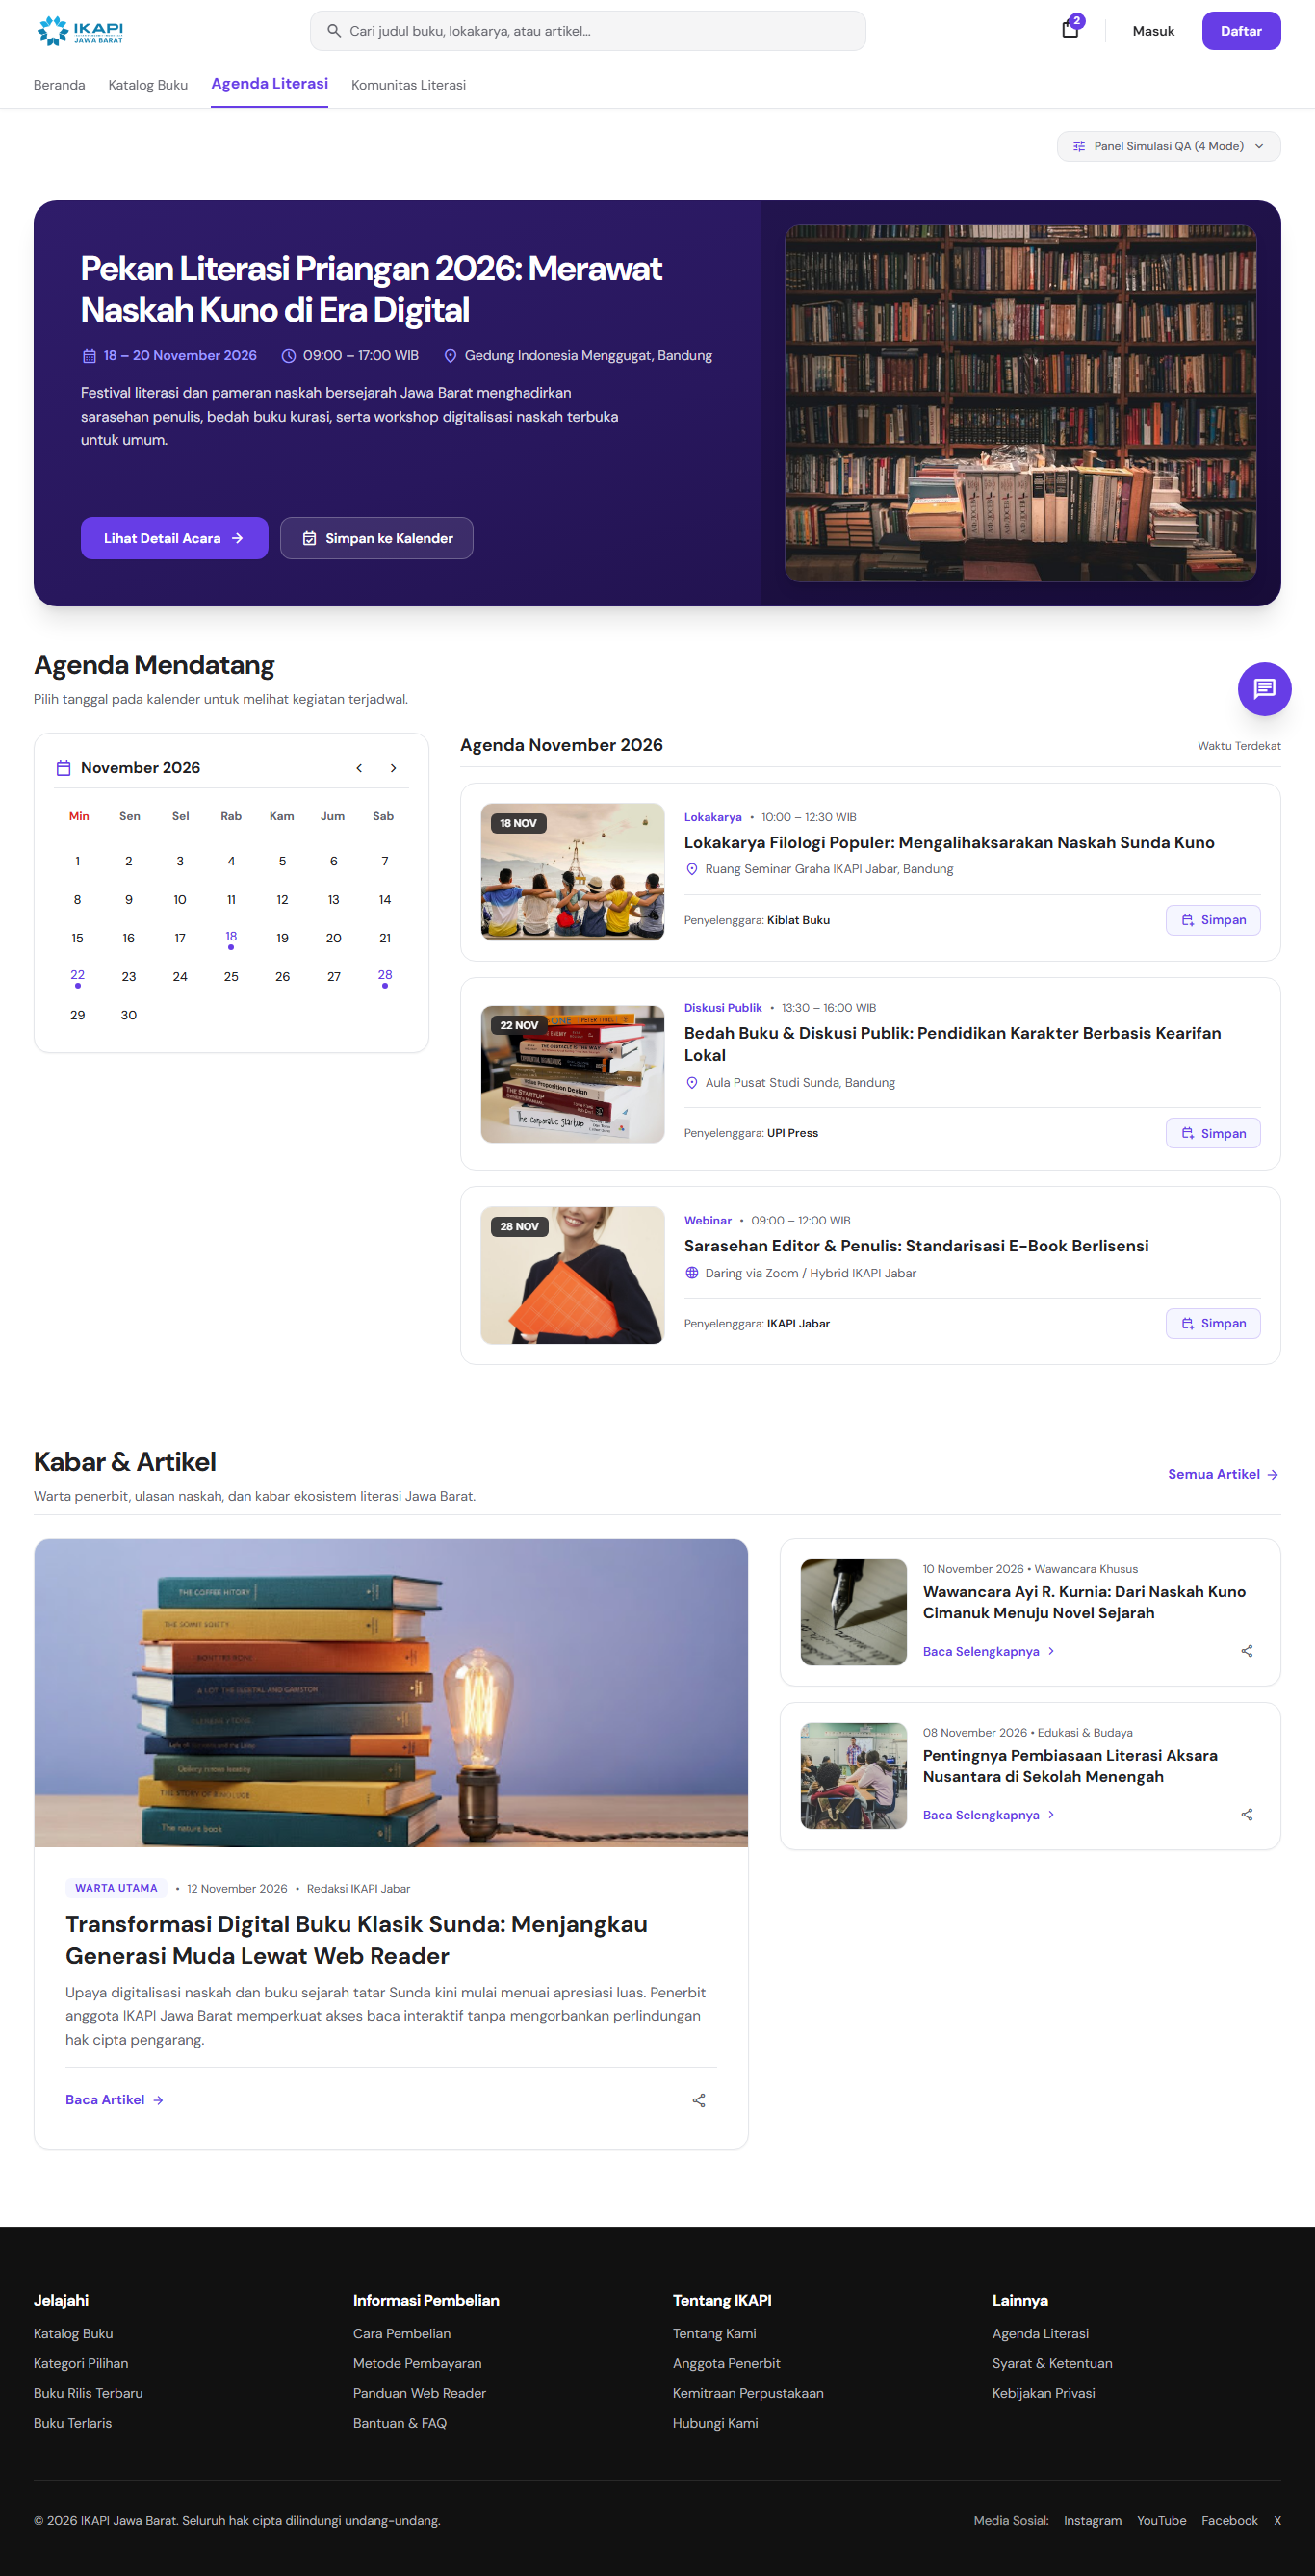 IKAPI
JAWA BARAT
Cari judul buku, lokakarya, atau artikel...
2
Masuk
Daftar
Beranda
Katalog Buku
Agenda Literasi
Komunitas Literasi
Panel Simulasi QA (4 Mode)
Pekan Literasi Priangan 2026: Merawat
Naskah Kuno di Era Digital
18 – 20 November 2026
09:00 – 17:00 WIB
Gedung Indonesia Menggugat, Bandung
Festival literasi dan pameran naskah bersejarah Jawa Barat menghadirkan
sarasehan penulis, bedah buku kurasi, serta workshop digitalisasi naskah terbuka
untuk umum.
Lihat Detail Acara
Simpan ke Kalender
Agenda Mendatang
Pilih tanggal pada kalender untuk melihat kegiatan terjadwal.
November 2026
Min Sen Sel Rab Kam Jum Sab
1 2 3 4 5 6 7
8 9 10 11 12 13 14
15 16 17 18 19 20 21
22 23 24 25 26 27 28
29 30
Agenda November 2026
Waktu Terdekat
18 NOV
Lokakarya • 10:00 – 12:30 WIB
Lokakarya Filologi Populer: Mengalihaksarakan Naskah Sunda Kuno
Ruang Seminar Graha IKAPI Jabar, Bandung
Penyelenggara: Kiblat Buku
Simpan
22 NOV
Diskusi Publik • 13:30 – 16:00 WIB
Bedah Buku & Diskusi Publik: Pendidikan Karakter Berbasis Kearifan
Lokal
Aula Pusat Studi Sunda, Bandung
Penyelenggara: UPI Press
Simpan
28 NOV
Webinar • 09:00 – 12:00 WIB
Sarasehan Editor & Penulis: Standarisasi E-Book Berlisensi
Daring via Zoom / Hybrid IKAPI Jabar
Penyelenggara: IKAPI Jabar
Simpan
Kabar & Artikel
Warta penerbit, ulasan naskah, dan kabar ekosistem literasi Jawa Barat.
Semua Artikel
THE COFFEE HITORY
The nature book
WARTA UTAMA • 12 November 2026 • Redaksi IKAPI Jabar
Transformasi Digital Buku Klasik Sunda: Menjangkau
Generasi Muda Lewat Web Reader
Upaya digitalisasi naskah dan buku sejarah tatar Sunda kini mulai menuai apresiasi luas. Penerbit
anggota IKAPI Jawa Barat memperkuat akses baca interaktif tanpa mengorbankan perlindungan
hak cipta pengarang.
Baca Artikel
10 November 2026 • Wawancara Khusus
Wawancara Ayi R. Kurnia: Dari Naskah Kuno
Cimanuk Menuju Novel Sejarah
Baca Selengkapnya
08 November 2026 • Edukasi & Budaya
Pentingnya Pembiasaan Literasi Aksara
Nusantara di Sekolah Menengah
Baca Selengkapnya
Jelajahi
Katalog Buku
Kategori Pilihan
Buku Rilis Terbaru
Buku Terlaris
Informasi Pembelian
Cara Pembelian
Metode Pembayaran
Panduan Web Reader
Bantuan & FAQ
Tentang IKAPI
Tentang Kami
Anggota Penerbit
Kemitraan Perpustakaan
Hubungi Kami
Lainnya
Agenda Literasi
Syarat & Ketentuan
Kebijakan Privasi
© 2026 IKAPI Jawa Barat. Seluruh hak cipta dilindungi undang-undang.
Media Sosial: Instagram YouTube Facebook X